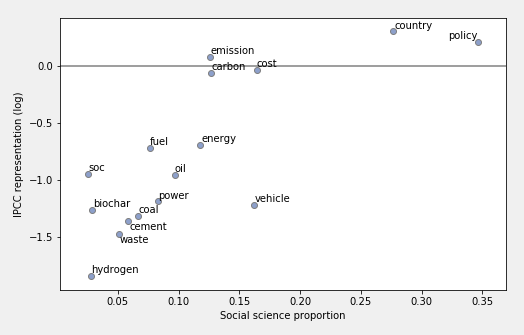 country
policy
emission
cost
carbon
0.0
IPCC representation (log)
−0.5
fuel
energy
soc
oil
−1.0
power
vehicle
biochar
coal
cement
waste
−1.5
hydrogen
0.05 0.10 0.15 0.20 0.25 0.30 0.35
Social science proportion